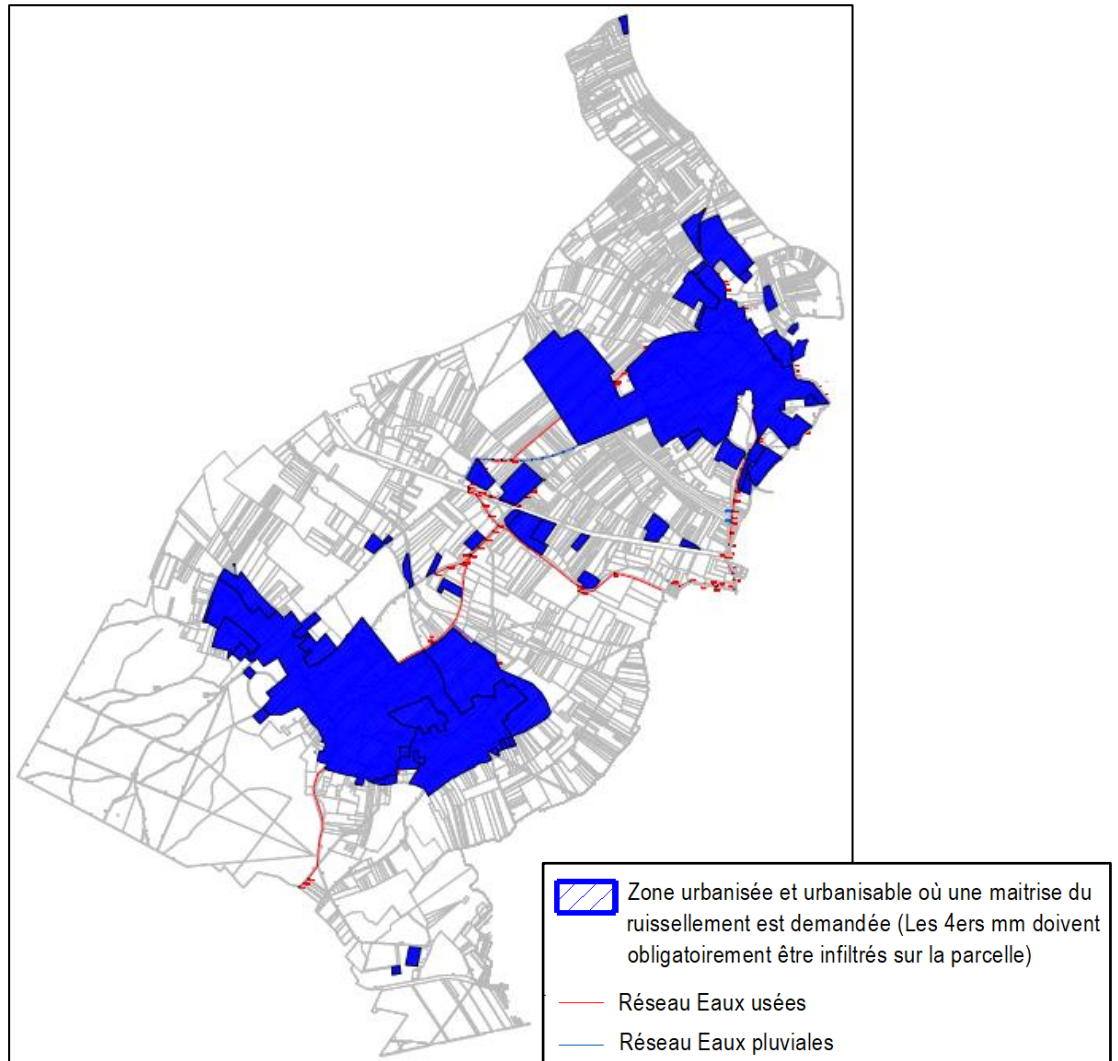 Zone urbanisée et urbanisable où une maitrise du
ruissellement est demandée (Les 4ers mm doivent
obligatoirement être infiltrés sur la parcelle)
Réseau Eaux usées
Réseau Eaux pluviales